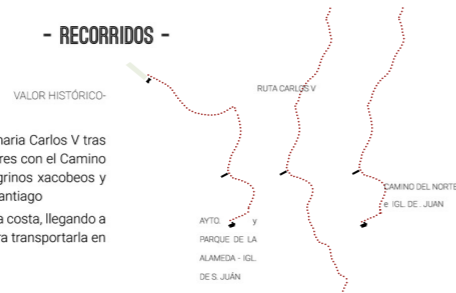 - RECORRIDOS -
VALOR HISTÓRICO-
naria Carlos V tras
res con el Camino
grinos xacobeos y
antiago
a costa, llegando a
ra transportarla en
RUTA CARLOS V
AYTO. y
PARQUE DE LA
ALAMEDA - IGL.
DE S. JUÁN
CAMINO DEL NORTE
e IGL DE . JUAN